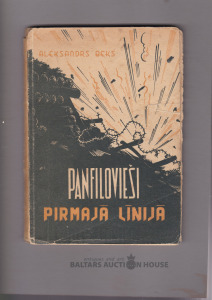 ALEKSANDRS BEKS
PANFILOVIEŠI
PIRMAJĀ LĪNIJĀ
BALTARS AUCTION HOUSE